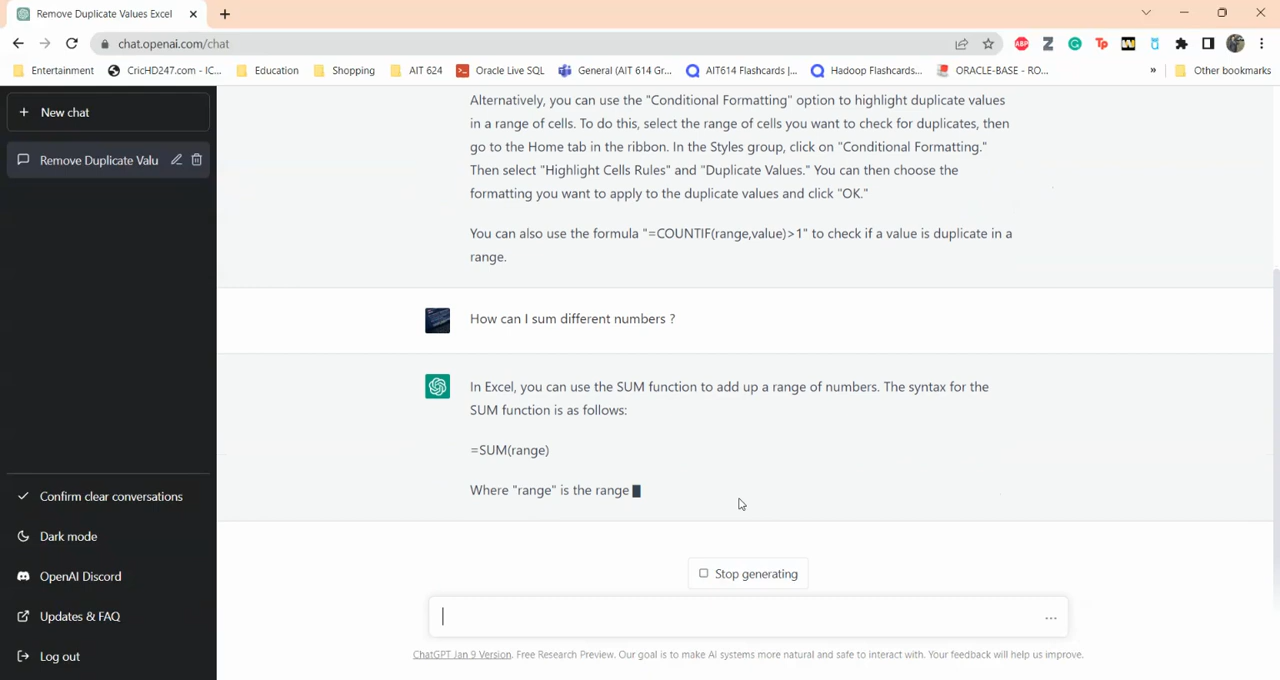 Remove Duplicate Values Excel
chat.openai.com/chat
ABP
Z
G
Tp
W
Entertainment
CricHD247.com - IC...
Education
Shopping
AIT 624
Oracle Live SQL
General (AIT 614 Gr...
AIT614 Flashcards |...
Hadoop Flashcards...
ORACLE-BASE - RO...
»
Other bookmarks
+ New chat
Remove Duplicate Valu
Confirm clear conversations
Dark mode
OpenAI Discord
Updates & FAQ
Log out
Alternatively, you can use the "Conditional Formatting" option to highlight duplicate values
in a range of cells. To do this, select the range of cells you want to check for duplicates, then
go to the Home tab in the ribbon. In the Styles group, click on "Conditional Formatting."
Then select "Highlight Cells Rules" and "Duplicate Values." You can then choose the
formatting you want to apply to the duplicate values and click "OK."
You can also use the formula "=COUNTIF(range,value)>1" to check if a value is duplicate in a
range.
How can I sum different numbers ?
In Excel, you can use the SUM function to add up a range of numbers. The syntax for the
SUM function is as follows:
=SUM(range)
Where "range" is the range
Stop generating
...
ChatGPT Jan 9 Version. Free Research Preview. Our goal is to make AI systems more natural and safe to interact with. Your feedback will help us improve.